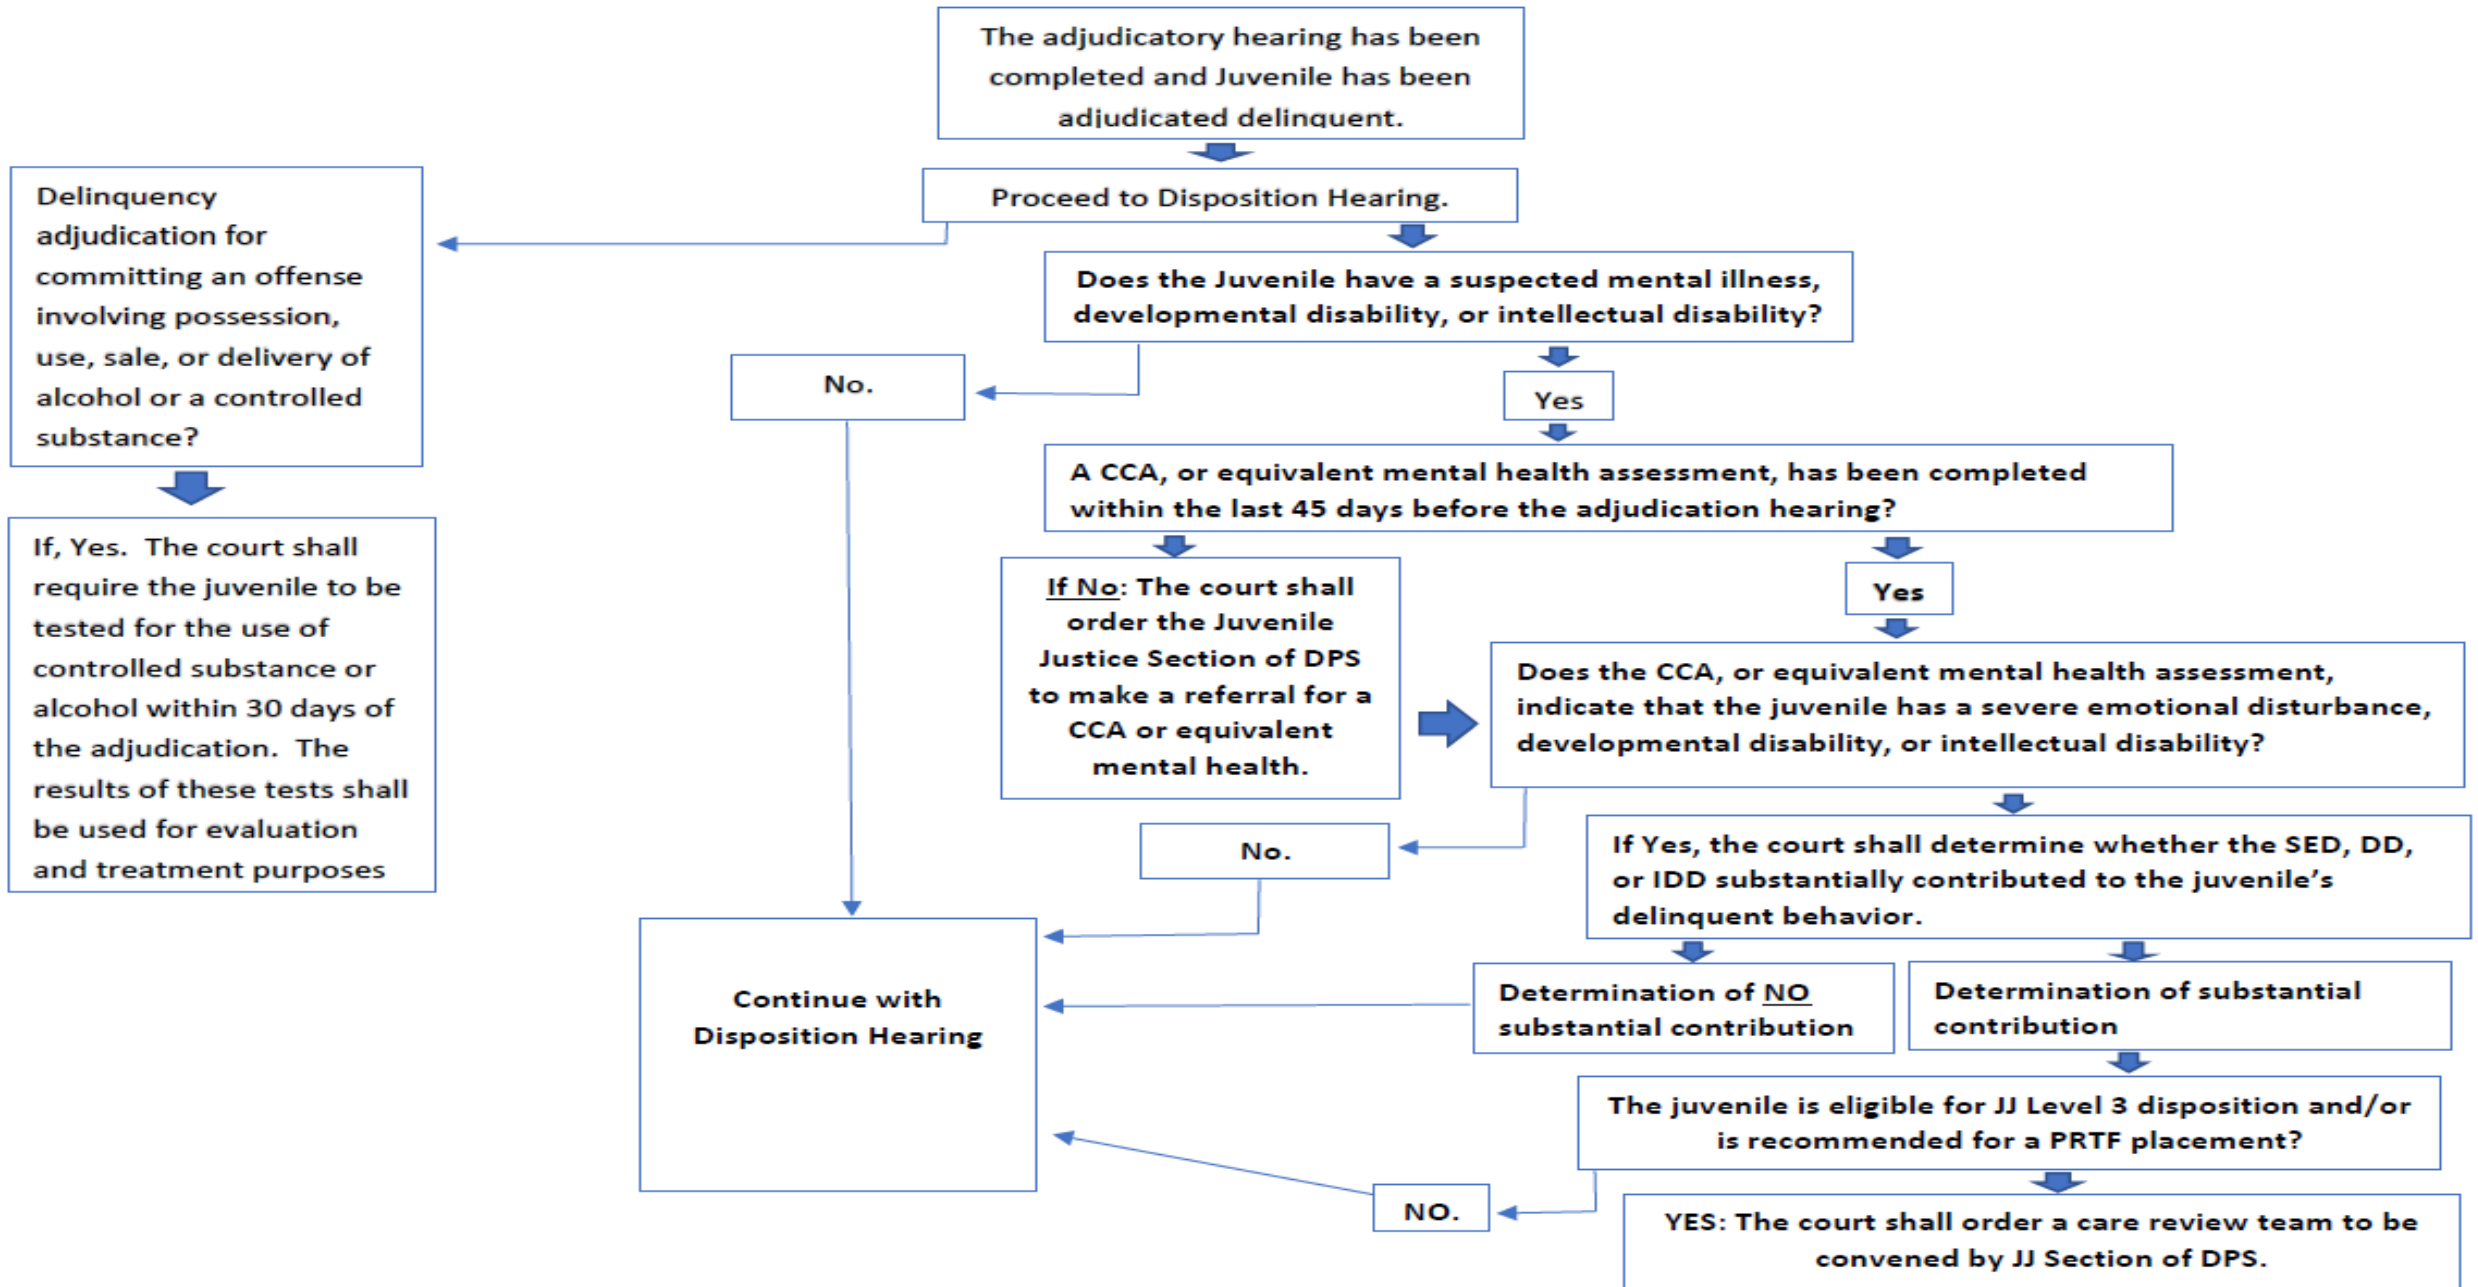 The adjudicatory hearing has been
completed and Juvenile has been
adjudicated delinquent.
Proceed to Disposition Hearing.
Delinquency
adjudication for
committing an offense
involving possession,
use, sale, or delivery of
alcohol or a controlled
substance?
If, Yes. The court shall
require the juvenile to be
tested for the use of
controlled substance or
alcohol within 30 days of
the adjudication. The
results of these tests shall
be used for evaluation
and treatment purposes
Does the Juvenile have a suspected mental illness,
developmental disability, or intellectual disability?
No.
Yes
A CCA, or equivalent mental health assessment, has been completed
within the last 45 days before the adjudication hearing?
If No: The court shall
order the Juvenile
Justice Section of DPS
to make a referral for a
CCA or equivalent
mental health.
Yes
Does the CCA, or equivalent mental health assessment,
indicate that the juvenile has a severe emotional disturbance,
developmental disability, or intellectual disability?
No.
If Yes, the court shall determine whether the SED, DD,
or IDD substantially contributed to the juvenile's
delinquent behavior.
Continue with
Disposition Hearing
Determination of NO
substantial contribution
Determination of substantial
contribution
The juvenile is eligible for JJ Level 3 disposition and/or
is recommended for a PRTF placement?
NO.
YES: The court shall order a care review team to be
convened by JJ Section of DPS.